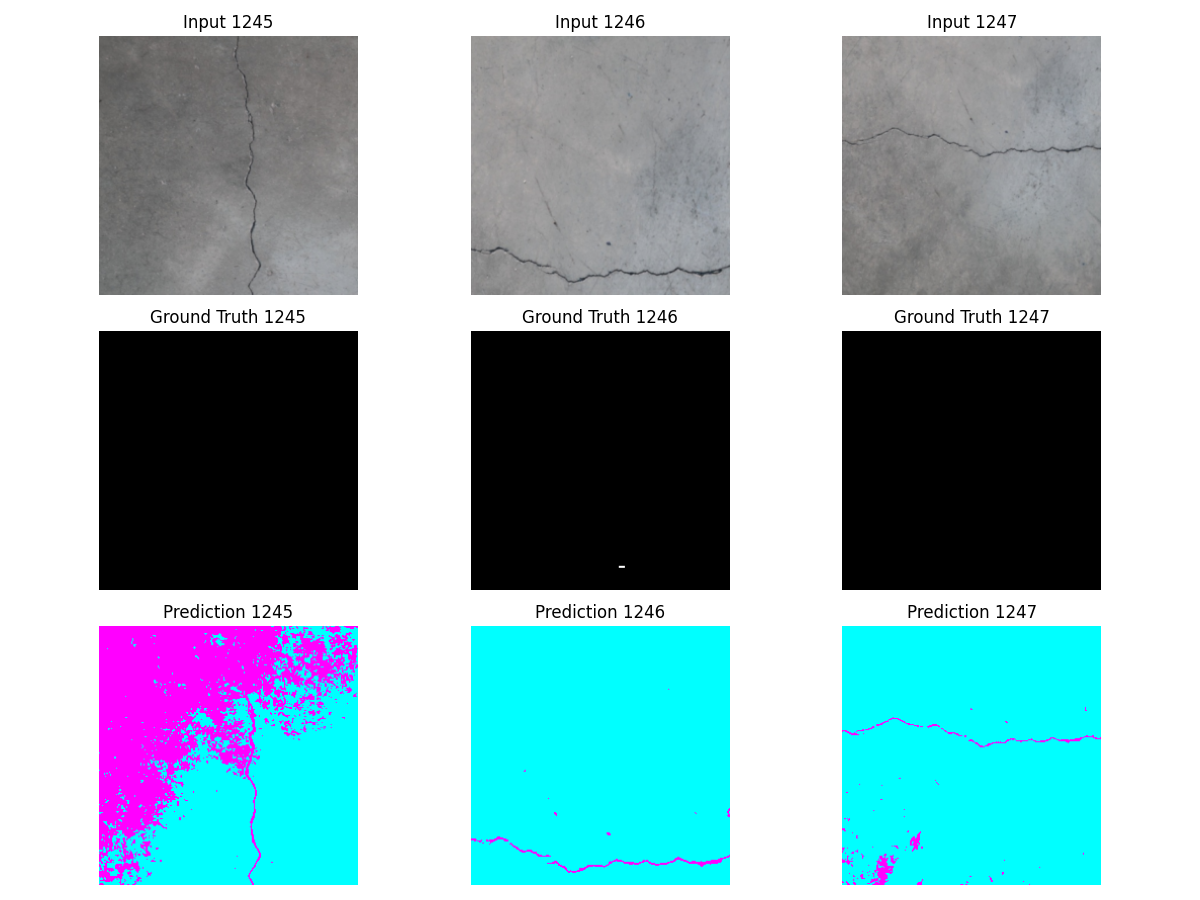 Input 1245
Input 1246
Input 1247
Ground Truth 1245
Ground Truth 1246
Ground Truth 1247
Prediction 1245
Prediction 1246
Prediction 1247